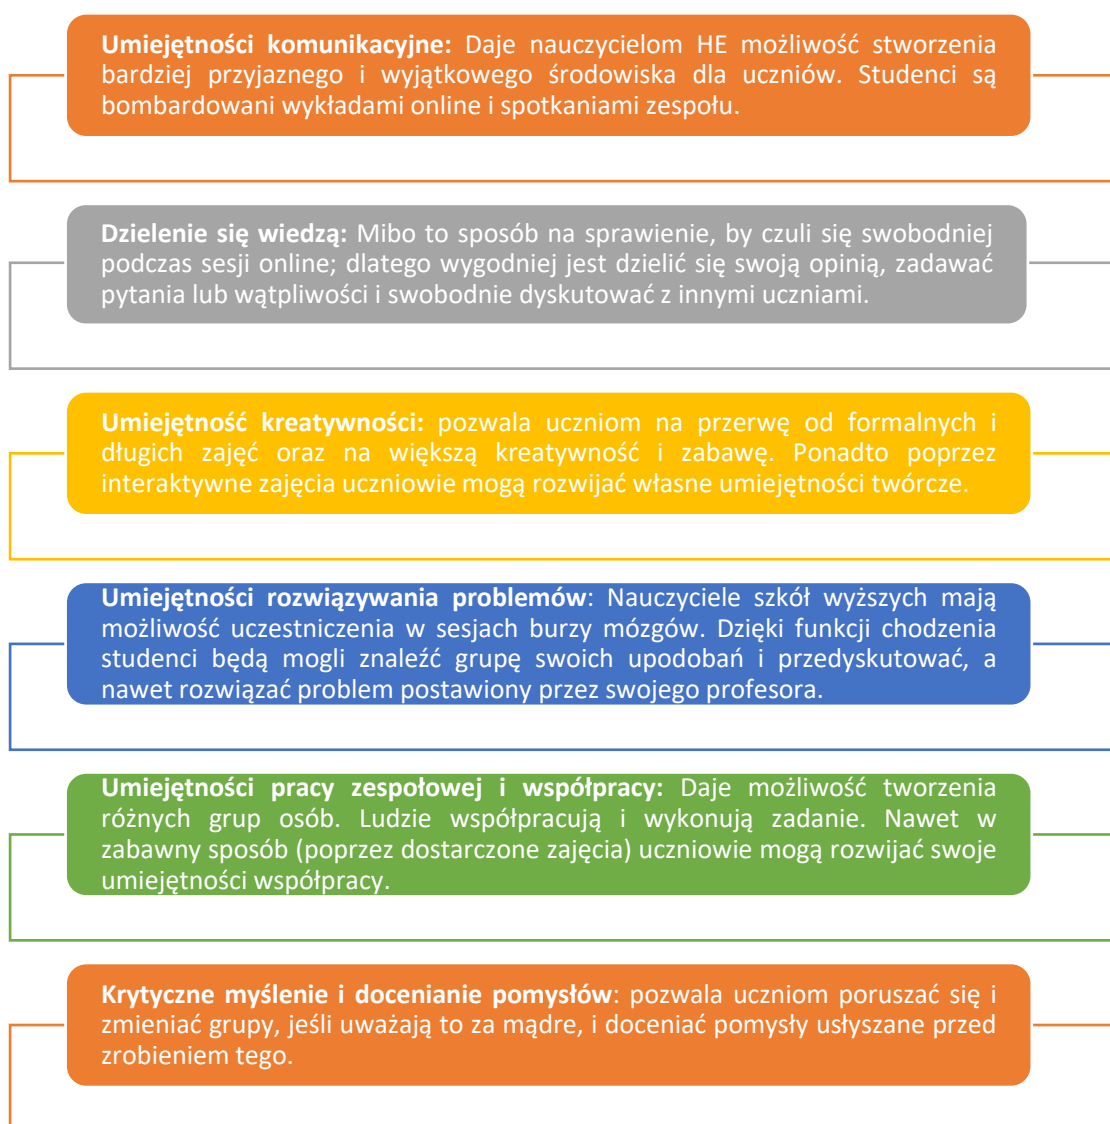 Umiejętności komunikacyjne: Daje nauczycielom HE możliwość stworzenia
bardziej przyjaznego i wyjątkowego środowiska dla uczniów. Studenci są
bombardowani wykładami online i spotkaniami zespołu.
Dzielenie się wiedzą: Mibo to sposób na sprawienie, by czuli się swobodniej
podczas sesji online; dlatego wygodniej jest dzielić się swoją opinią, zadawać
pytania lub wątpliwości i swobodnie dyskutować z innymi uczniami.
Umiejętność kreatywności: pozwala uczniom na przerwę od formalnych i
długich zajęć oraz na większą kreatywność i zabawę. Ponadto poprzez
interaktywne zajęcia uczniowie mogą rozwijać własne umiejętności twórcze.
Umiejętności rozwiązywania problemów: Nauczyciele szkół wyższych mają
możliwość uczestniczenia w sesjach burzy mózgów. Dzięki funkcji chodzenia
studenci będą mogli znaleźć grupę swoich upodobań i przedyskutować, a
nawet rozwiązać problem postawiony przez swojego profesora.
Umiejętności pracy zespołowej i współpracy: Daje możliwość tworzenia
różnych grup osób. Ludzie współpracują i wykonują zadanie. Nawet w
zabawny sposób (poprzez dostarczone zajęcia) uczniowie mogą rozwijać swoje
umiejętności współpracy.
Krytyczne myślenie i docenianie pomysłów: pozwala uczniom poruszać się i
zmieniać grupy, jeśli uważają to za mądre, i doceniać pomysły usłyszane przed
zrobieniem tego.